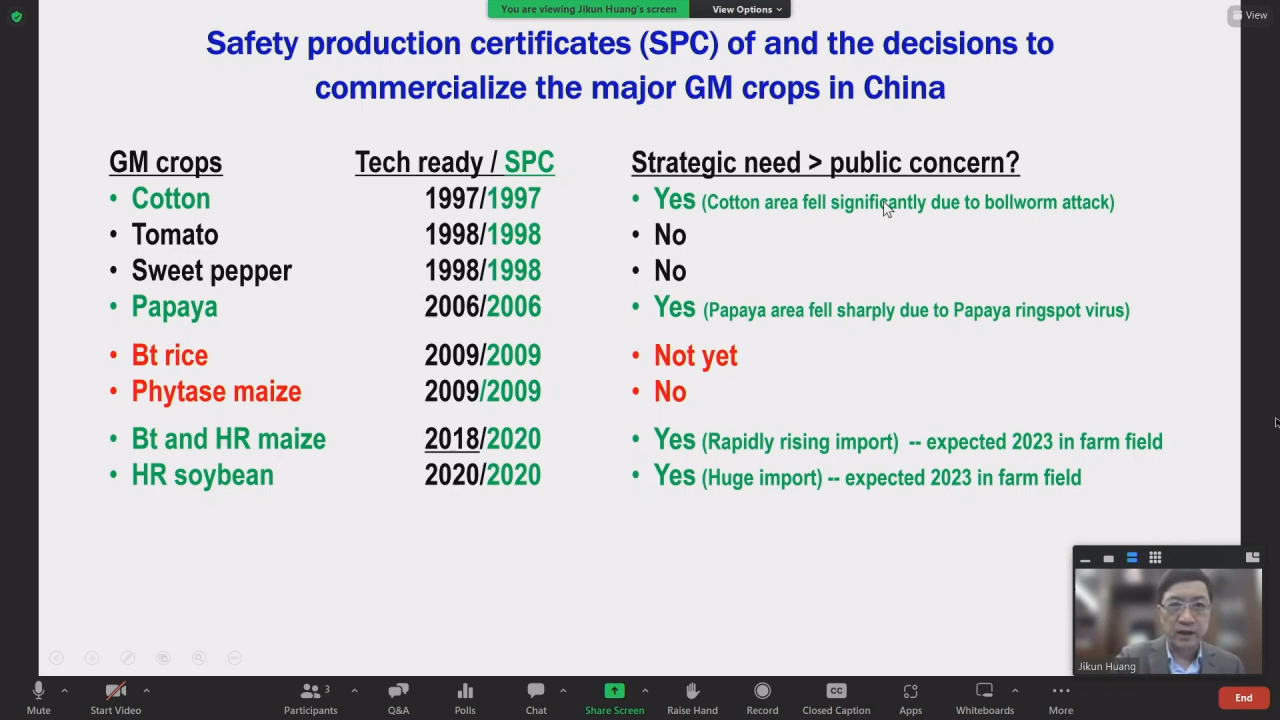 You are viewing Jikun Huang's screen
View Options
View
Safety production certificates (SPC) of and the decisions to
commercialize the major GM crops in China
GM crops Tech ready / SPC Strategic need > public concern?
• Cotton 1997/1997 • Yes (Cotton area fell significantly due to bollworm attack)
• Tomato 1998/1998 • No
• Sweet pepper 1998/1998 • No
• Papaya 2006/2006 • Yes (Papaya area fell sharply due to Papaya ringspot virus)
• Bt rice 2009/2009 • Not yet
• Phytase maize 2009/2009 • No
• Bt and HR maize 2018/2020 • Yes (Rapidly rising import) -- expected 2023 in farm field
• HR soybean 2020/2020 • Yes (Huge import) -- expected 2023 in farm field
Jikun Huang
Mute Start Video Participants 3 Q&A Polls Chat Share Screen Raise Hand Record CC Closed Caption Apps Whiteboards More End